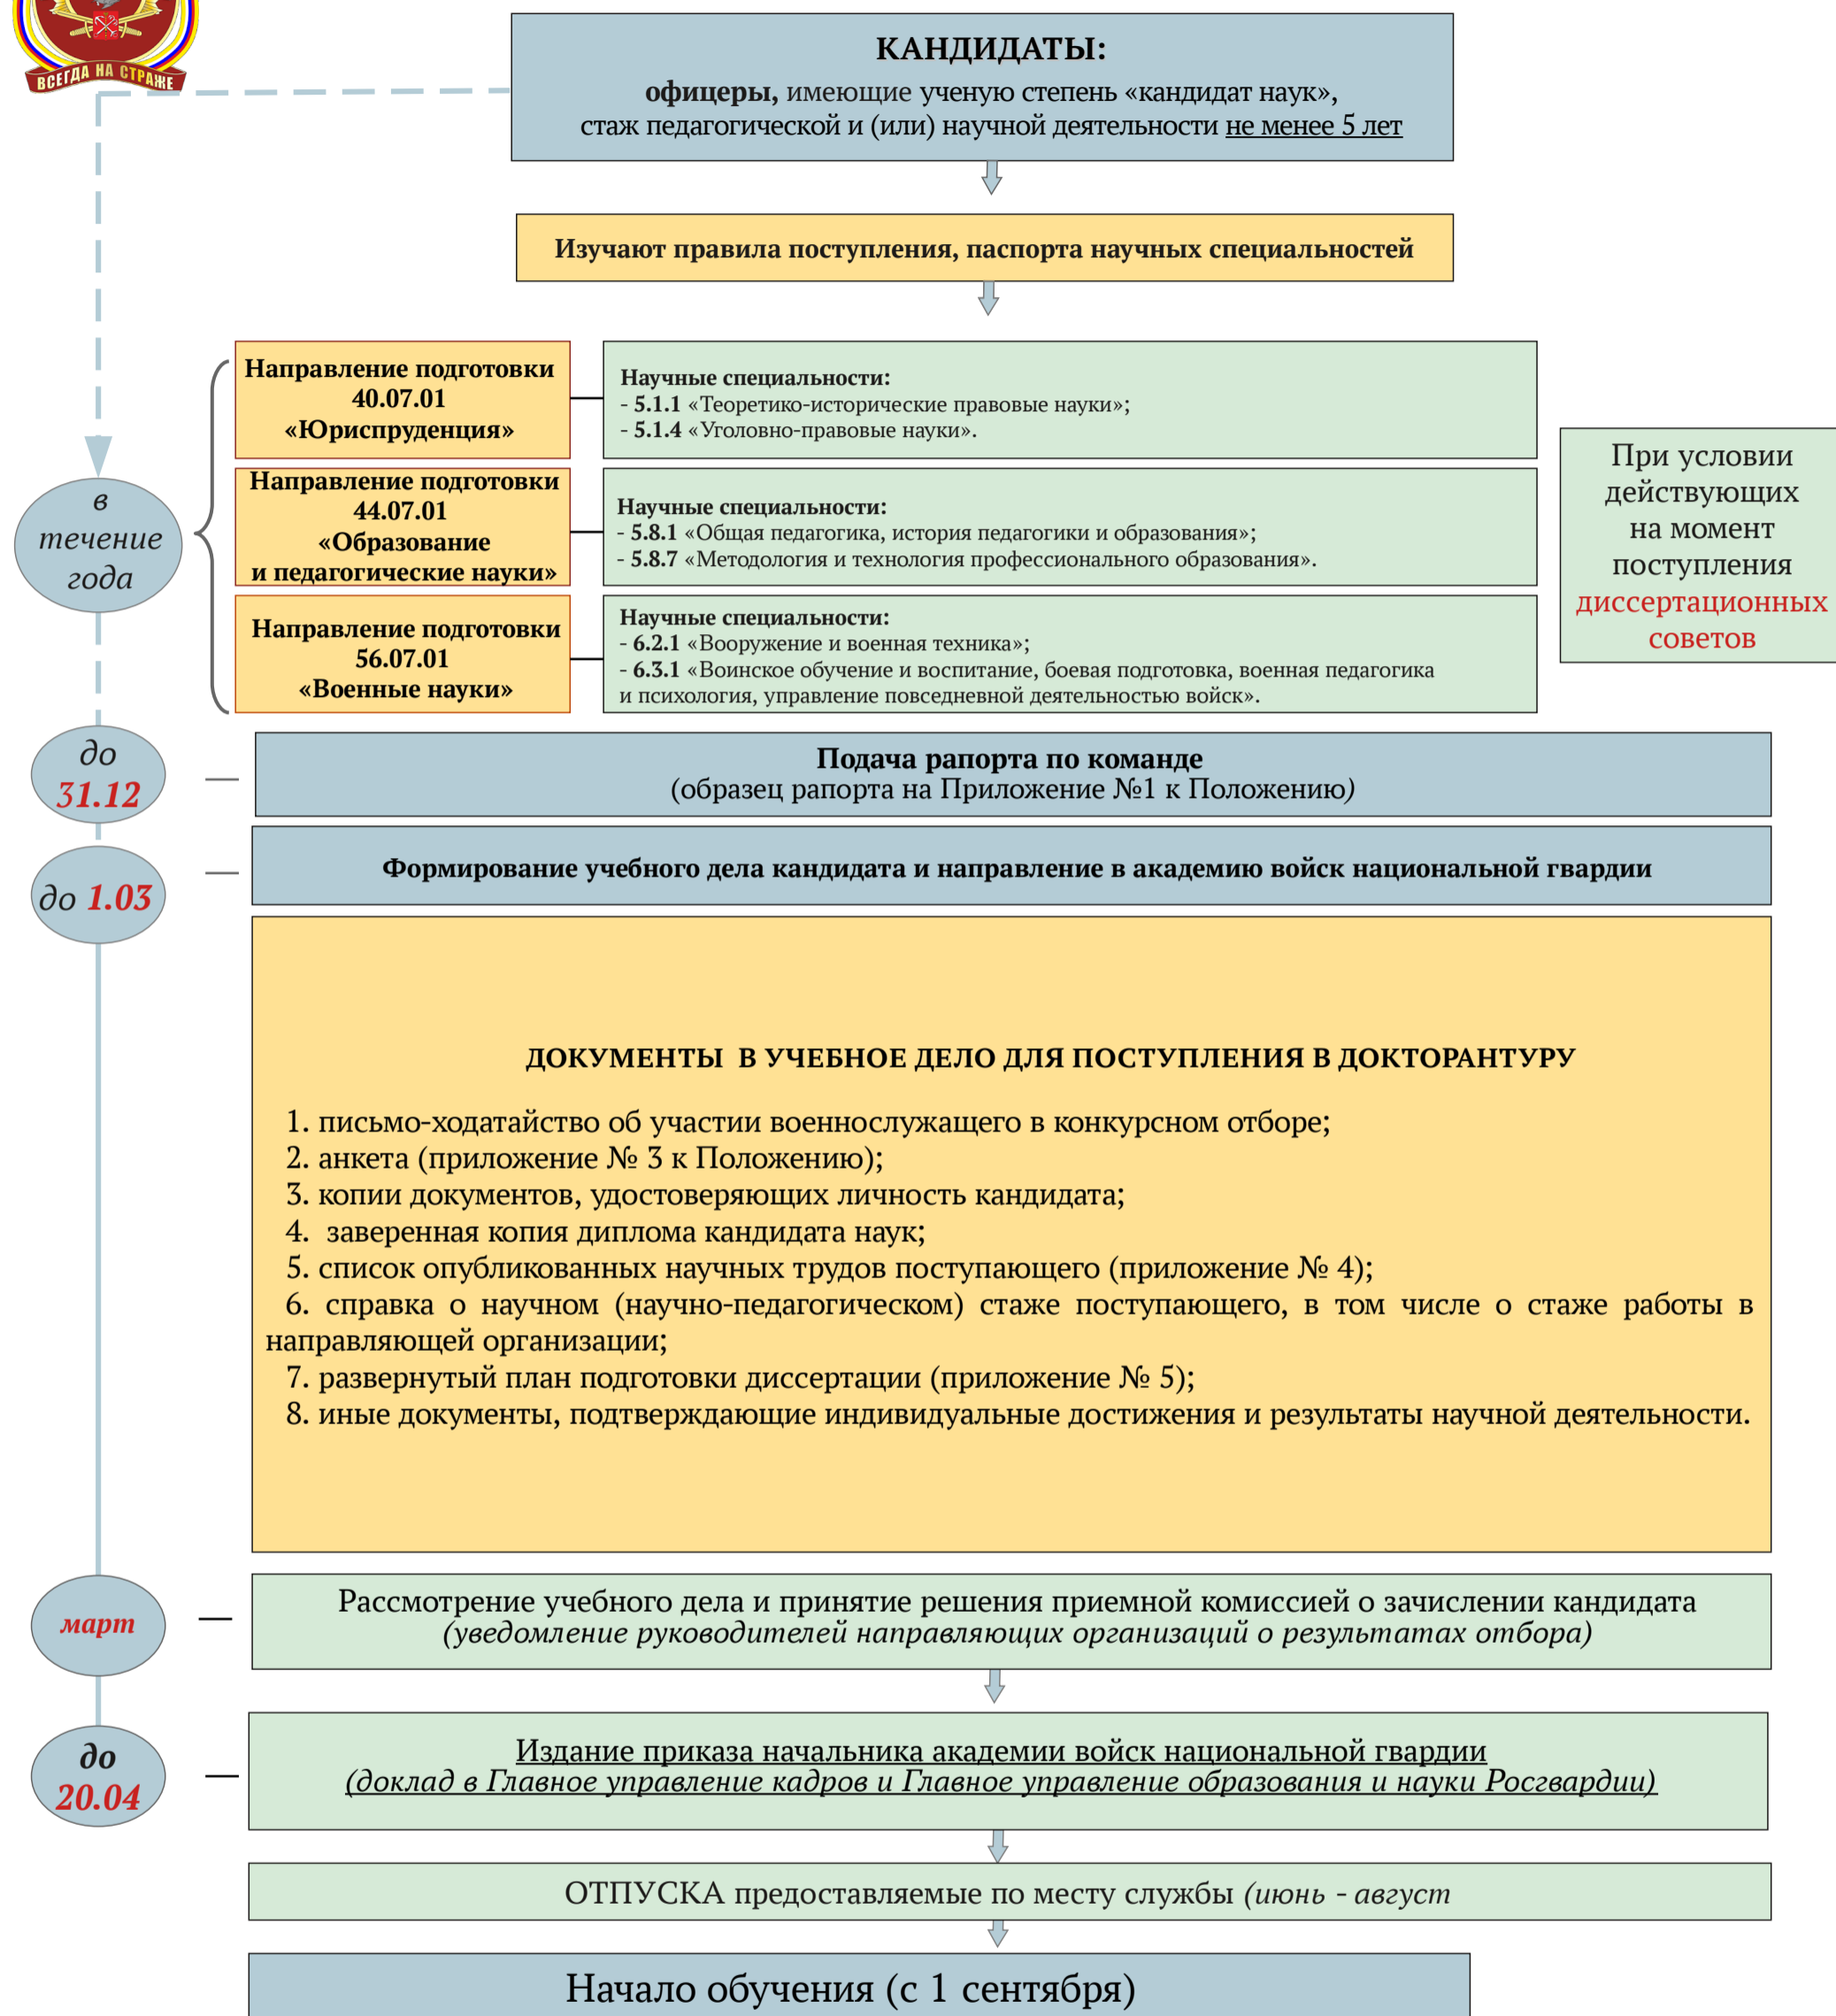 ВСЕГДА НА СТРАЖЕ
КАНДИДАТЫ:
офицеры, имеющие ученую степень «кандидат наук»,
стаж педагогической и (или) научной деятельности не менее 5 лет
Изучают правила поступления, паспорта научных специальностей
в
течение
года
Направление подготовки
40.07.01
«Юриспруденция»
Научные специальности:
- 5.1.1 «Теоретико-исторические правовые науки»;
- 5.1.4 «Уголовно-правовые науки».
Направление подготовки
44.07.01
«Образование
и педагогические науки»
Научные специальности:
- 5.8.1 «Общая педагогика, история педагогики и образования»;
- 5.8.7 «Методология и технология профессионального образования».
Направление подготовки
56.07.01
«Военные науки»
Научные специальности:
- 6.2.1 «Вооружение и военная техника»;
- 6.3.1 «Воинское обучение и воспитание, боевая подготовка, военная педагогика
и психология, управление повседневной деятельностью войск».
При условии
действующих
на момент
поступления
диссертационных
советов
до
31.12
Подача рапорта по команде
(образец рапорта на Приложение №1 к Положению)
до 1.03
Формирование учебного дела кандидата и направление в академию войск национальной гвардии
ДОКУМЕНТЫ В УЧЕБНОЕ ДЕЛО ДЛЯ ПОСТУПЛЕНИЯ В ДОКТОРАНТУРУ
1. письмо-ходатайство об участии военнослужащего в конкурсном отборе;
2. анкета (приложение № 3 к Положению);
3. копии документов, удостоверяющих личность кандидата;
4. заверенная копия диплома кандидата наук;
5. список опубликованных научных трудов поступающего (приложение № 4);
6. справка о научном (научно-педагогическом) стаже поступающего, в том числе о стаже работы в
направляющей организации;
7. развернутый план подготовки диссертации (приложение № 5);
8. иные документы, подтверждающие индивидуальные достижения и результаты научной деятельности.
март
Рассмотрение учебного дела и принятие решения приемной комиссией о зачислении кандидата
(уведомление руководителей направляющих организаций о результатах отбора)
до
20.04
Издание приказа начальника академии войск национальной гвардии
(доклад в Главное управление кадров и Главное управление образования и науки Росгвардии)
ОТПУСКА предоставляемые по месту службы (июнь - август
Начало обучения (с 1 сентября)